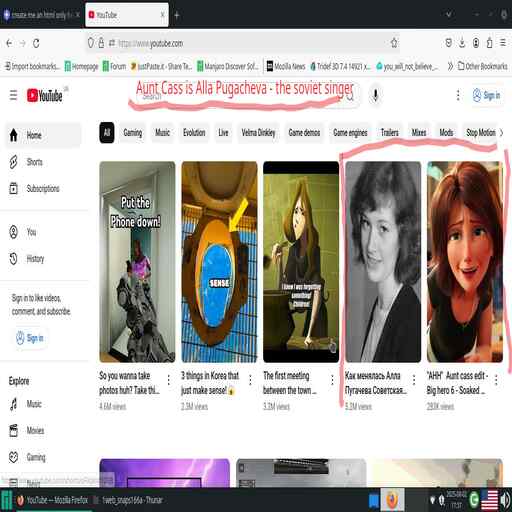 create me an html only fi
YouTube
https://www.youtube.com
Import bookmarks...
Homepage
Forum
JustPaste.it - Share Te...
Manjaro Discover Sof...
Mozilla News
Tridef 3D 7.4 14921 x...
you_will_not_believe_...
Other Bookmarks
Aunt Cass is Alla Pugacheva - the soviet singer
YouTube
Search
Sign in
Home
Shorts
Subscriptions
You
History
Sign in to like videos,
comment, and subscribe.
Sign in
Explore
Music
Movies
Gaming
News
All
Gaming
Music
Evolution
Live
Velma Dinkley
Game demos
Game engines
Trailers
Mixes
Mods
Stop Motion
Put the
Phone down!
SENSE
I knew I was forgetting
something!
Children!
So you wanna take
photos huh? Take thi...
4.6M views
3 things in Korea that
just make sense!
2.3M views
The first meeting
between the town ...
3.2M views
Как менялась Алла
Пугачева Советская...
5.2M views
"AHH" Aunt cass edit -
Big hero 6 - Soaked ...
283K views
YouTube — Mozilla Firefox
1web_snaps166a - Thunar
2025-08-02
17:37